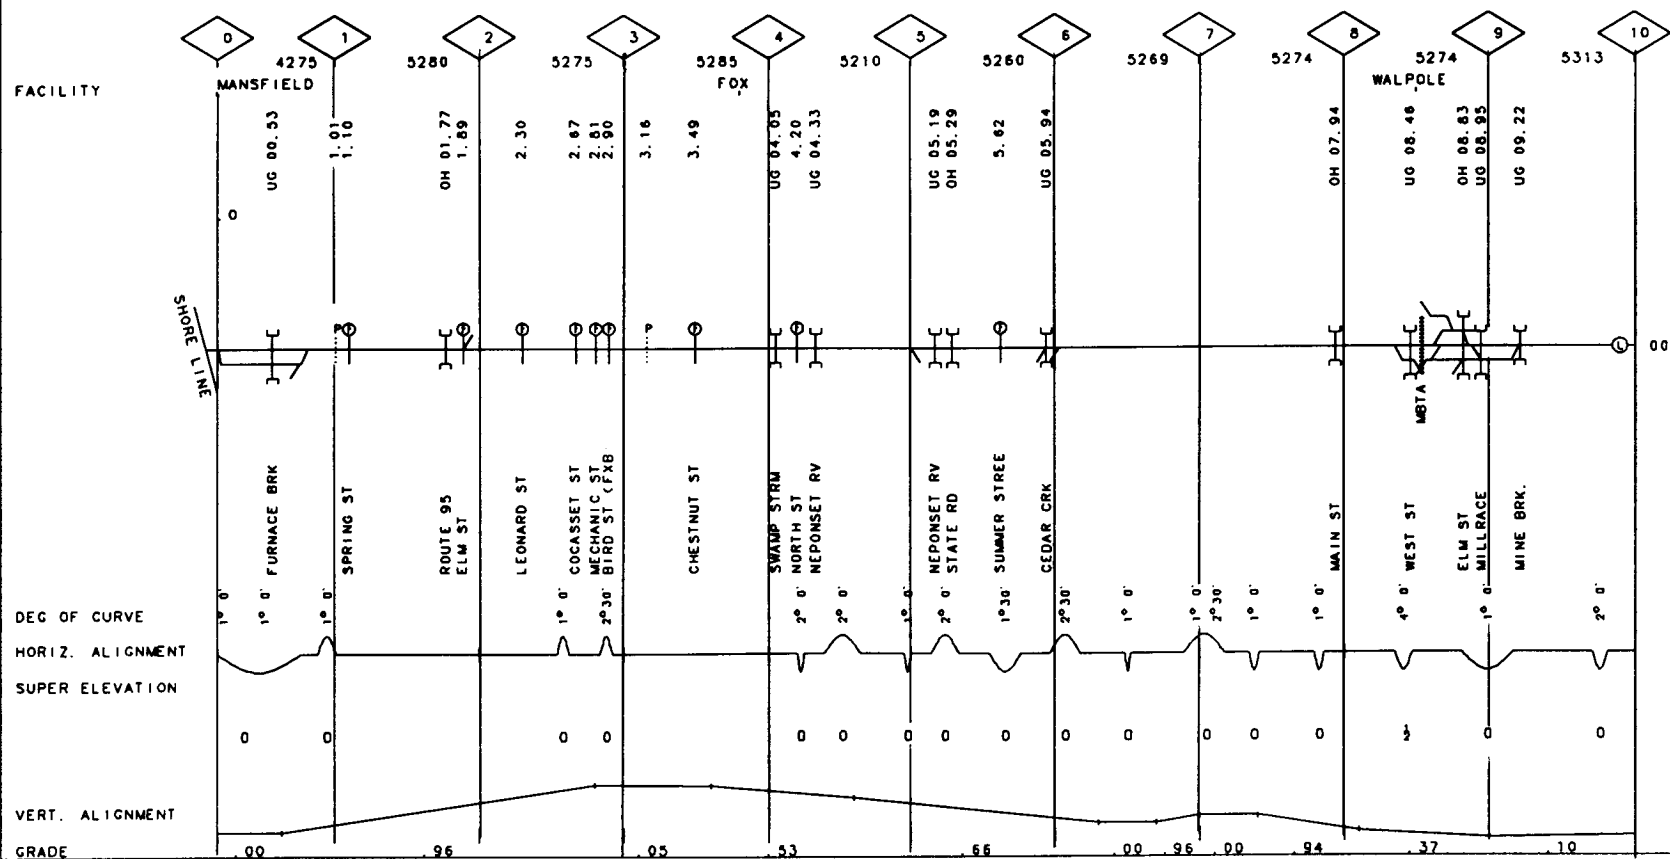 0 1 2 3 4 5 6 7 8 9 10
4275 5280 5275 5285 5210 5260 5269 5274 5274 5313
FACILITY MANSFIELD FOX WALPOLE
UG 00.53
1.01
1.10
OH 01.77
1.89
2.30
2.67
2.81
2.90
3.16
3.49
UG 04.05
4.20
UG 04.33
UG 05.19
OH 05.29
5.62
UG 05.94
OH 07.94
UG 08.46
OH 08.83
UG 08.95
UG 09.22
0
SHORE LINE
P
P
L
00
MBTA
FURNACE BRK
SPRING ST
ROUTE 95
ELM ST
LEONARD ST
COCASSET ST
MECHANIC ST
BIRD ST (FXB
CHESTNUT ST
SWAMP STRM
NORTH ST
NEPONSET RV
NEPONSET RV
STATE RD
SUMMER STREE
CEDAR CRK
MAIN ST
WEST ST
ELM ST
MILLRACE
MINE BRK.
DEG OF CURVE 1° 0' 1° 0' 1° 0' 1° 0' 2°30' 2° 0' 2° 0' 1° 0' 2° 0' 1°30' 2°30' 1° 0' 1° 0' 2°30' 1° 0' 1° 0' 4° 0' 1° 0' 2° 0'
HORIZ. ALIGNMENT
SUPER ELEVATION
0 0 0 0 0 0 0 0 0 0 0 0 0 0 0 ½ 0 0
VERT. ALIGNMENT
GRADE .00 .96 .05 .53 .66 .00 .96 .00 .94 .37 .10